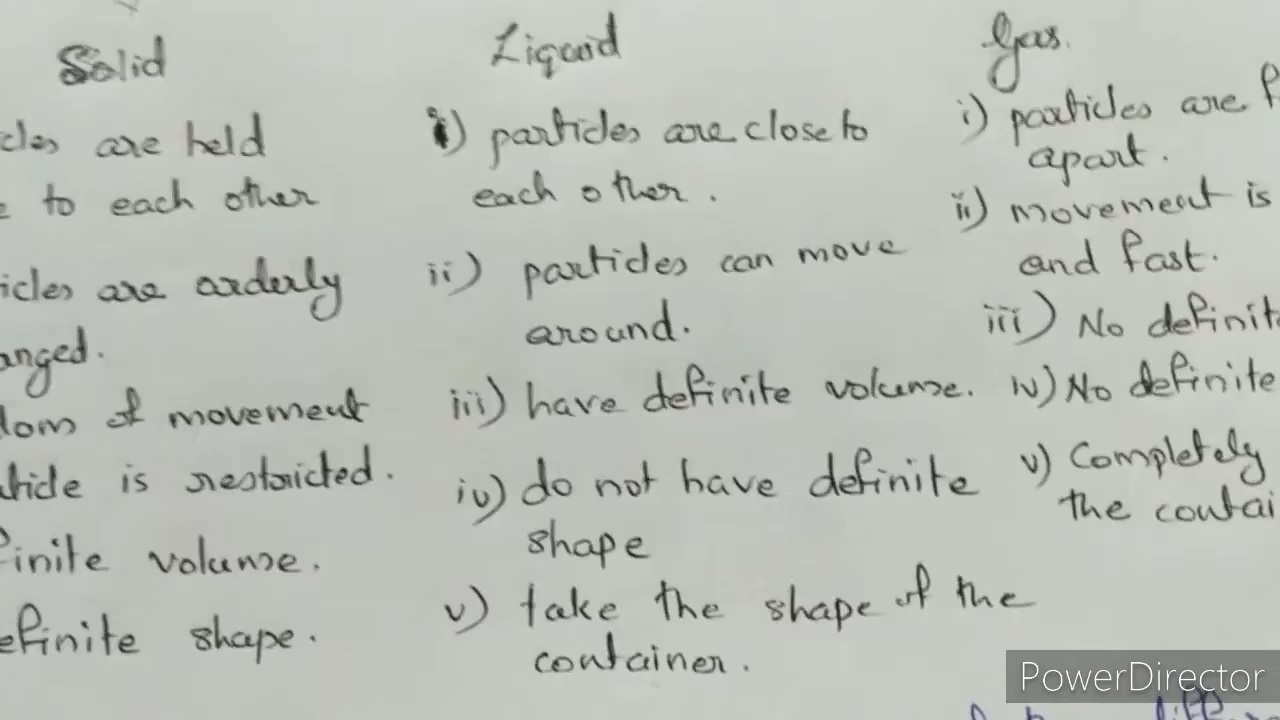 Solid
cles are held
e to each other
icles are orderly
anged.
dom of movement
ticle is restricted.
finite volume.
efinite shape.
Liquid
i) particles are close to
each other.
ii) particles can move
around.
iii) have definite volume.
iv) do not have definite
shape
v) take the shape of the
container.
Gas.
i) particles are f
apart.
ii) movement is
and fast.
iii) No definit
iv) No definite
v) Completely
the contai
PowerDirector